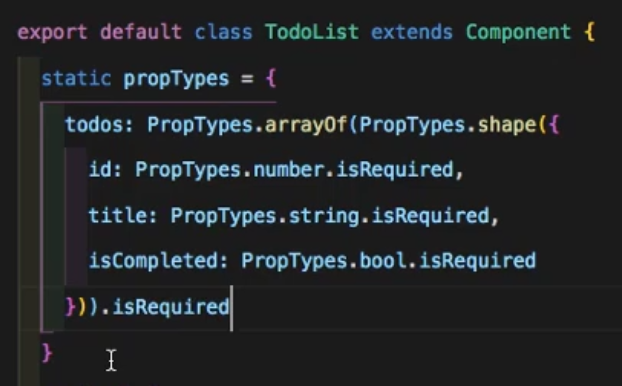 export default class TodoList extends Component {
static propTypes = {
todos: PropTypes.arrayOf(PropTypes.shape({
id: PropTypes.number.isRequired,
title: PropTypes.string.isRequired,
isCompleted: PropTypes.bool.isRequired
})).isRequired
}